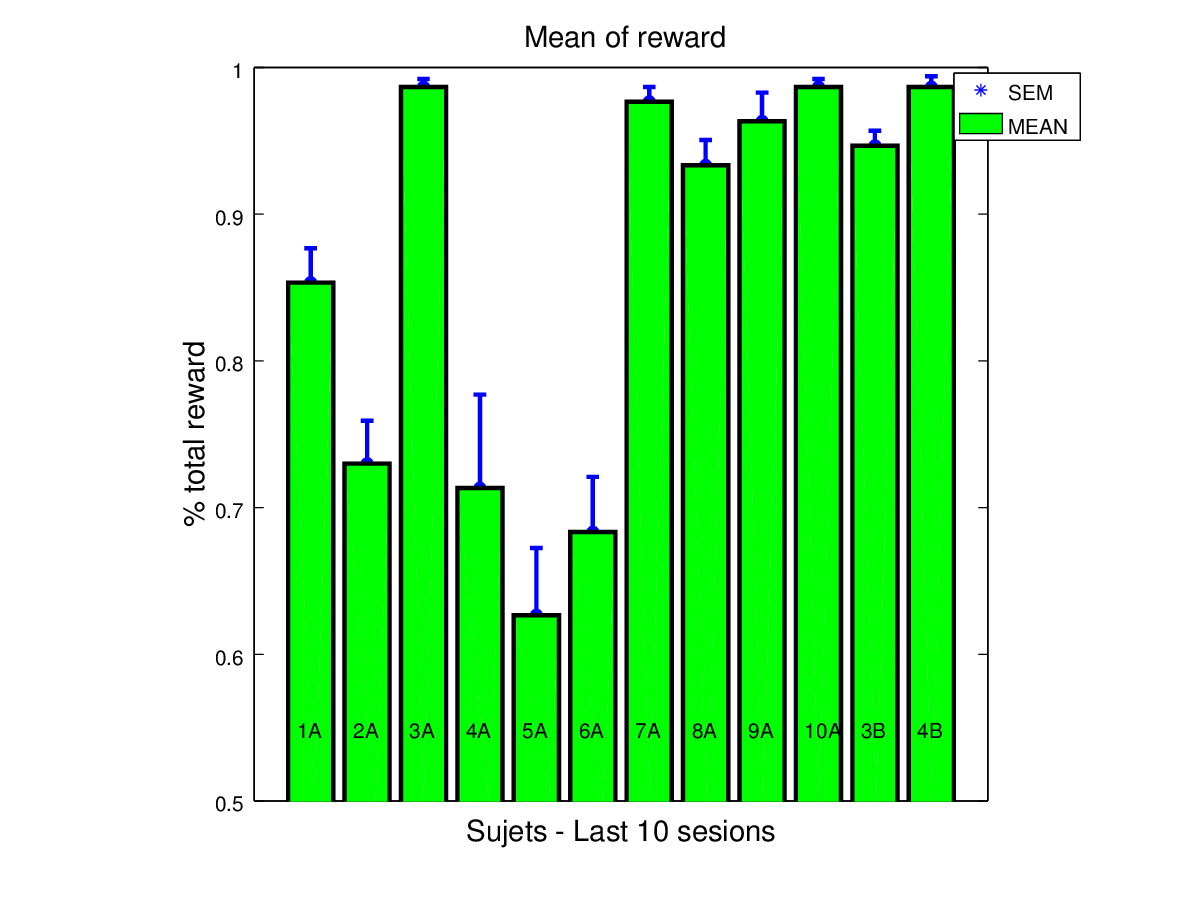 Mean of reward
1
SEM
MEAN
0.9
0.8
% total reward
0.7
0.6
1A 2A 3A 4A 5A 6A 7A 8A 9A 10A 3B 4B
0.5
Sujets - Last 10 sesions